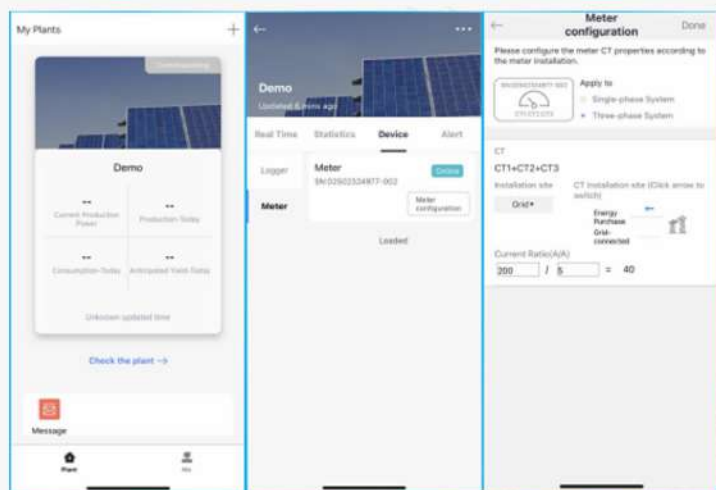 My Plants
+
Demo
--
Current Production
Power
--
Production-Today
--
Consumption-Today
--
Anticipated Yield-Today
Unknown updated time
Check the plant →
Message
Plant
Me
Demo
Updated 6 mins ago
Real Time Statistics Device Alert
Logger
Meter
Meter
Online
Meter
configuration
Loaded
Meter
configuration
Done
Please configure the meter CT properties according to
the meter installation.
Apply to
Single-phase System
Three-phase System
CT
CT1+CT2+CT3
Installation site
CT Installation site (Click arrow to
switch)
Grid
Energy
Purchase
Grid-
connected
Current Ratio(A/A)
200 / 5 = 40